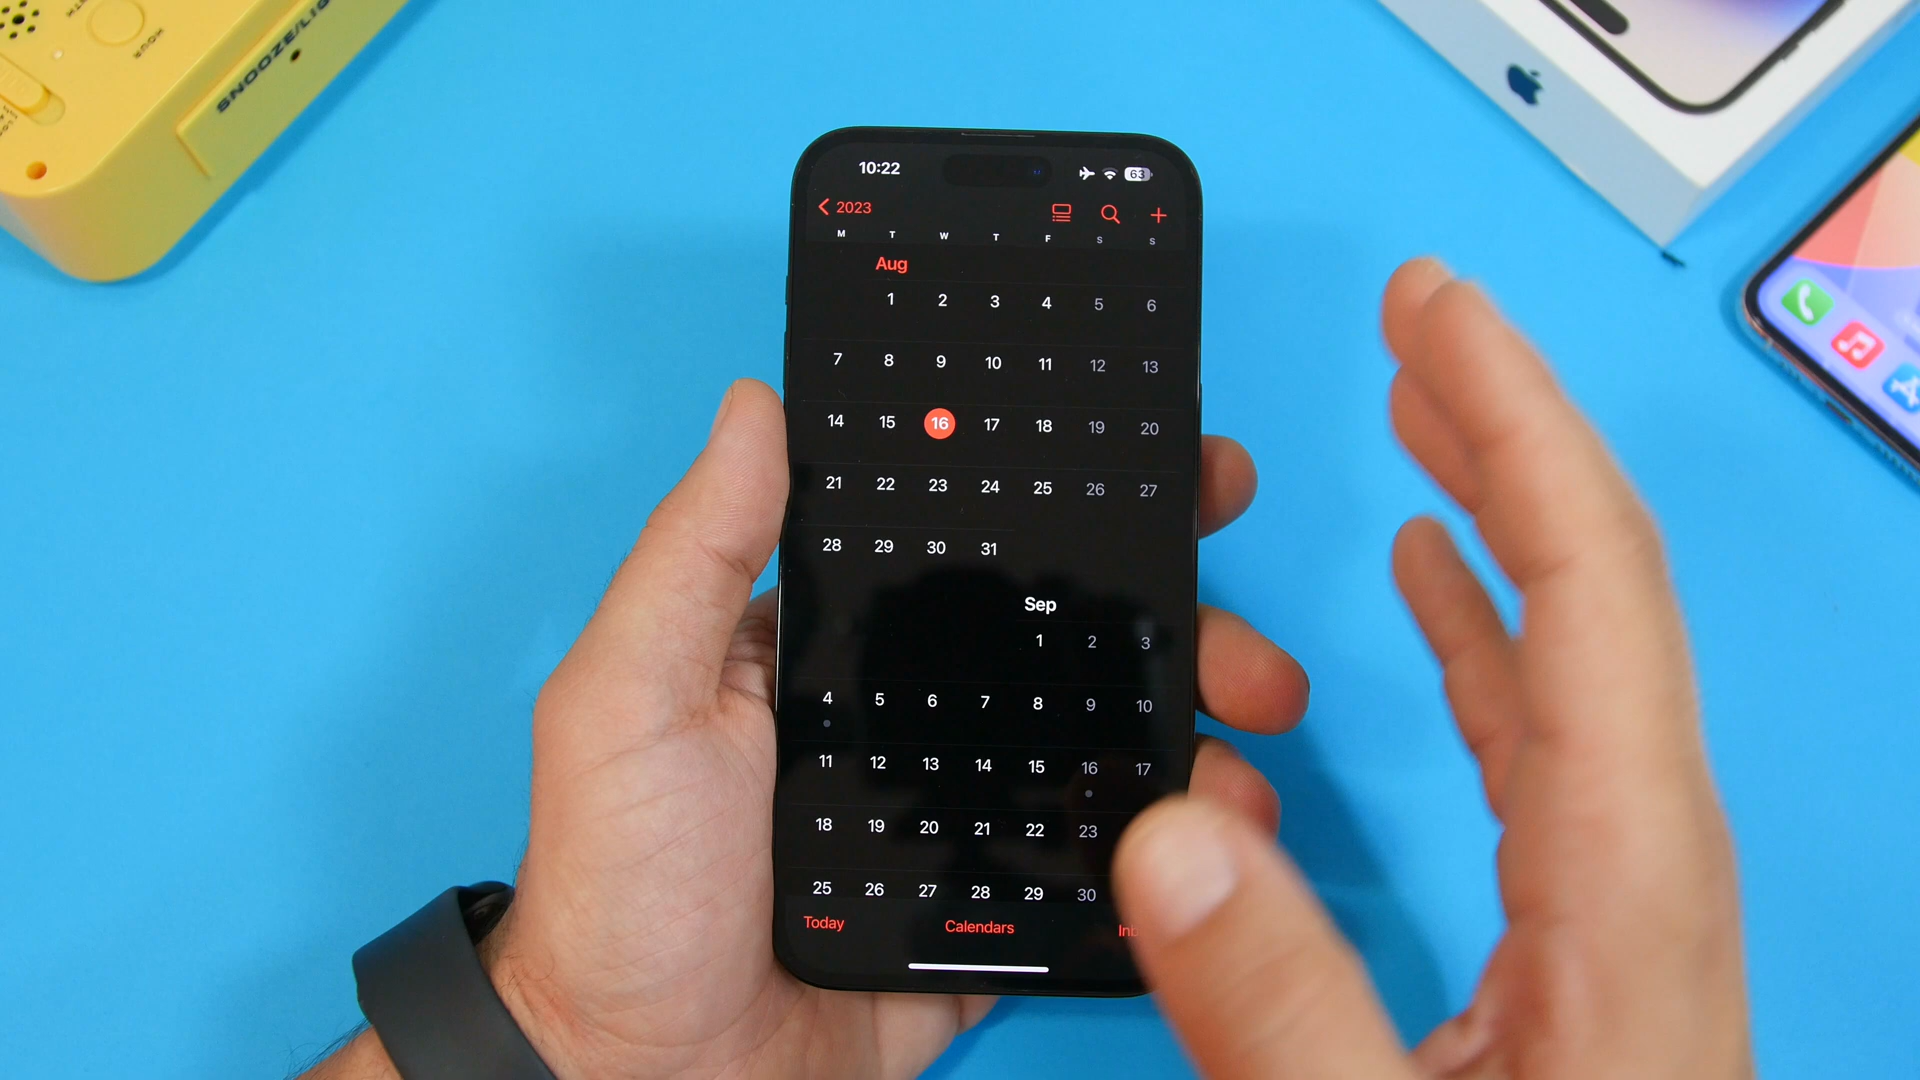 HOUR
SNOOZE/LIG
10:22
63
2023
M T W T F S S
Aug
1 2 3 4 5 6
7 8 9 10 11 12 13
14 15 16 17 18 19 20
21 22 23 24 25 26 27
28 29 30 31
Sep
1 2 3
4 5 6 7 8 9 10
11 12 13 14 15 16 17
18 19 20 21 22 23
25 26 27 28 29 30
Today Calendars Inb